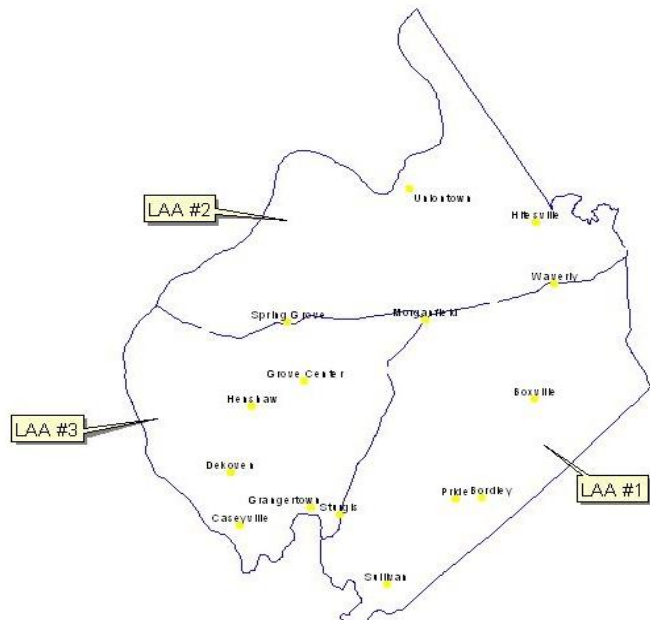 LAA #2
Uniontown
Hitesville
Waverly
Spring Grove
Morganfield
Grove Center
Henshaw
Boxville
LAA #3
Dekoven
LAA #1
Pride
Bordley
Grangertown
Sturgis
Caseyville
Sullivan